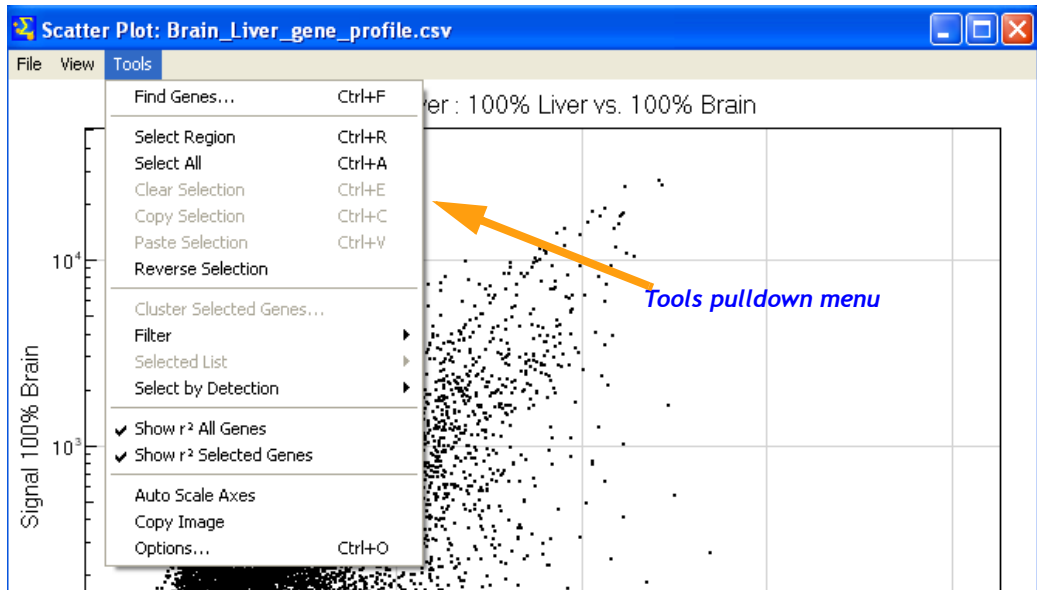 Scatter Plot: Brain_Liver_gene_profile.csv
File View Tools
Find Genes... Ctrl+F
Select Region Ctrl+R
Select All Ctrl+A
Clear Selection Ctrl+E
Copy Selection Ctrl+C
Paste Selection Ctrl+V
Reverse Selection
Cluster Selected Genes...
Filter
Selected List
Select by Detection
Show r² All Genes
Show r² Selected Genes
Auto Scale Axes
Copy Image
Options... Ctrl+O
: 100% Liver vs. 100% Brain
Tools pulldown menu
10⁴
10³
Signal 100% Brain